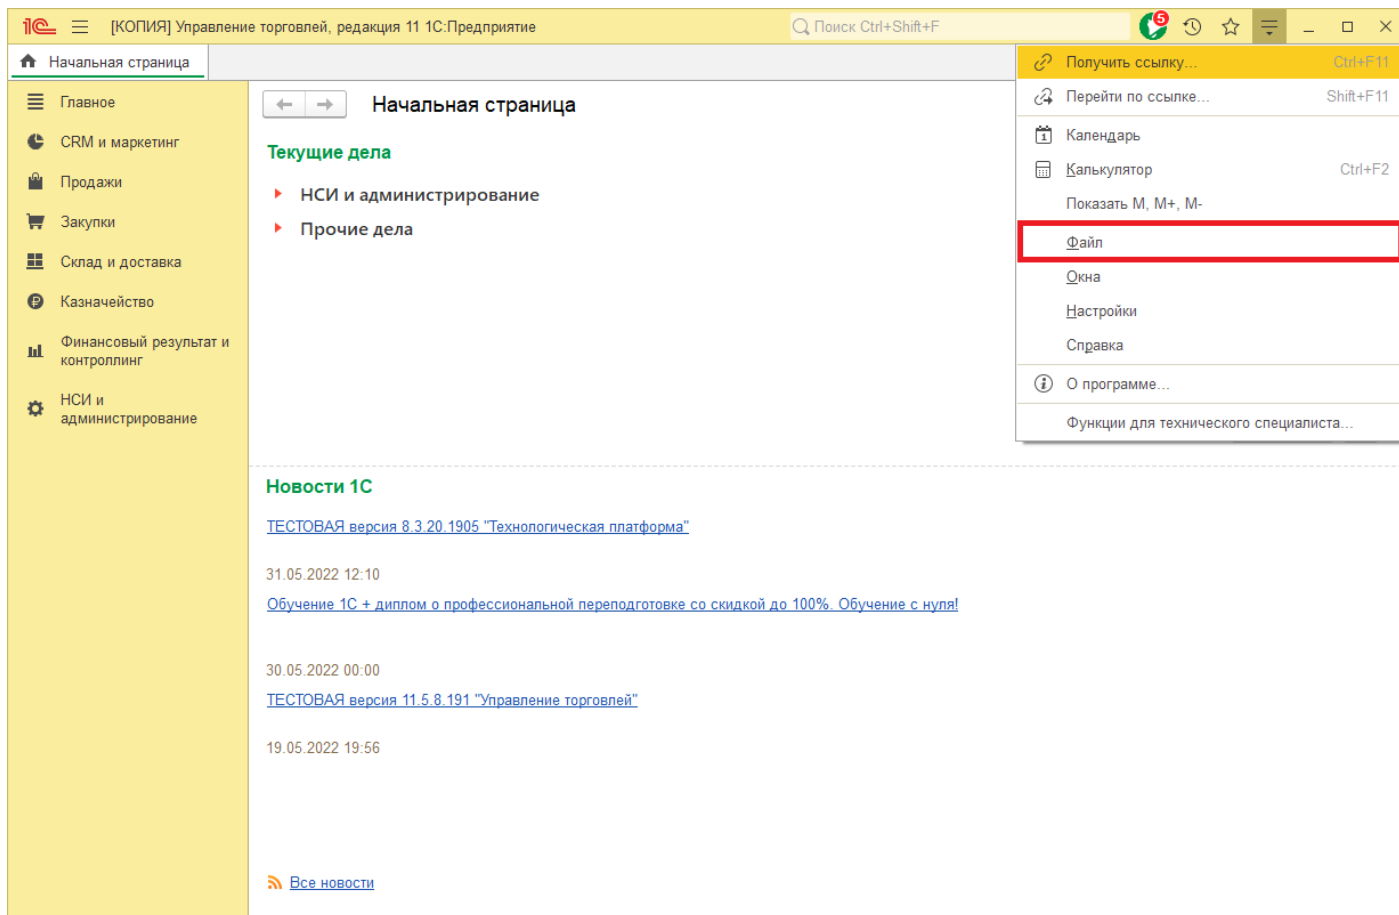 1С [КОПИЯ] Управление торговлей, редакция 11 1С:Предприятие Поиск Ctrl+Shift+F 5
Начальная страница
Главное
CRM и маркетинг
Продажи
Закупки
Склад и доставка
Казначейство
Финансовый результат и
контроллинг
НСИ и
администрирование
Начальная страница
Текущие дела
НСИ и администрирование
Прочие дела
Получить ссылку... Ctrl+F11
Перейти по ссылке... Shift+F11
Календарь
Калькулятор Ctrl+F2
Показать M, M+, M-
Файл
Окна
Настройки
Справка
О программе...
Функции для технического специалиста...
Новости 1С
ТЕСТОВАЯ версия 8.3.20.1905 "Технологическая платформа"
31.05.2022 12:10
Обучение 1С + диплом о профессиональной переподготовке со скидкой до 100%. Обучение с нуля!
30.05.2022 00:00
ТЕСТОВАЯ версия 11.5.8.191 "Управление торговлей"
19.05.2022 19:56
Все новости